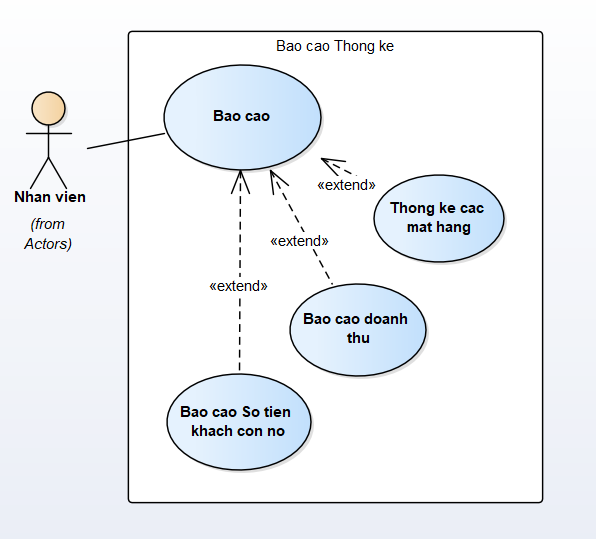 Bao cao Thong ke
Bao cao
Nhan vien
(from
Actors)
«extend»
Thong ke cac
mat hang
«extend»
«extend»
Bao cao doanh
thu
Bao cao So tien
khach con no